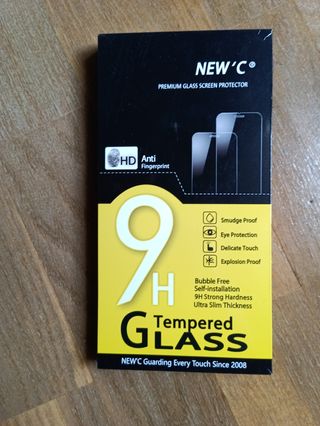 NEW'C®
PREMIUM GLASS SCREEN PROTECTOR
HD
Anti
Fingerprint
Smudge Proof
Eye Protection
Delicate Touch
Explosion Proof
9H
Bubble Free
Self-installation
9H Strong Hardness
Ultra Slim Thickness
Tempered
GLASS
NEW'C Guarding Every Touch Since 2008